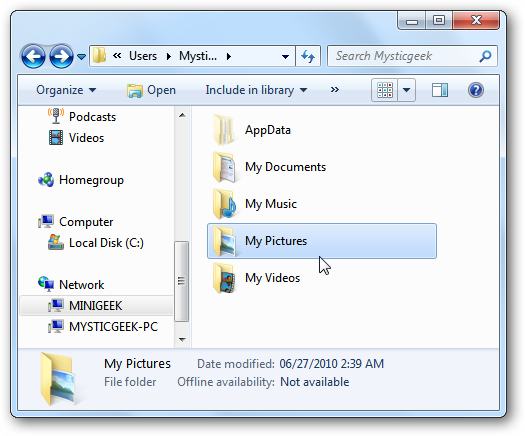 « Users ▸ Mysti... ▸
Search Mysticgeek
Organize Open Include in library »
Podcasts
Videos
Homegroup
Computer
Local Disk (C:)
Network
MINIGEEK
MYSTICGEEK-PC
AppData
My Documents
My Music
My Pictures
My Videos
My Pictures Date modified: 06/27/2010 2:39 AM
File folder Offline availability: Not available